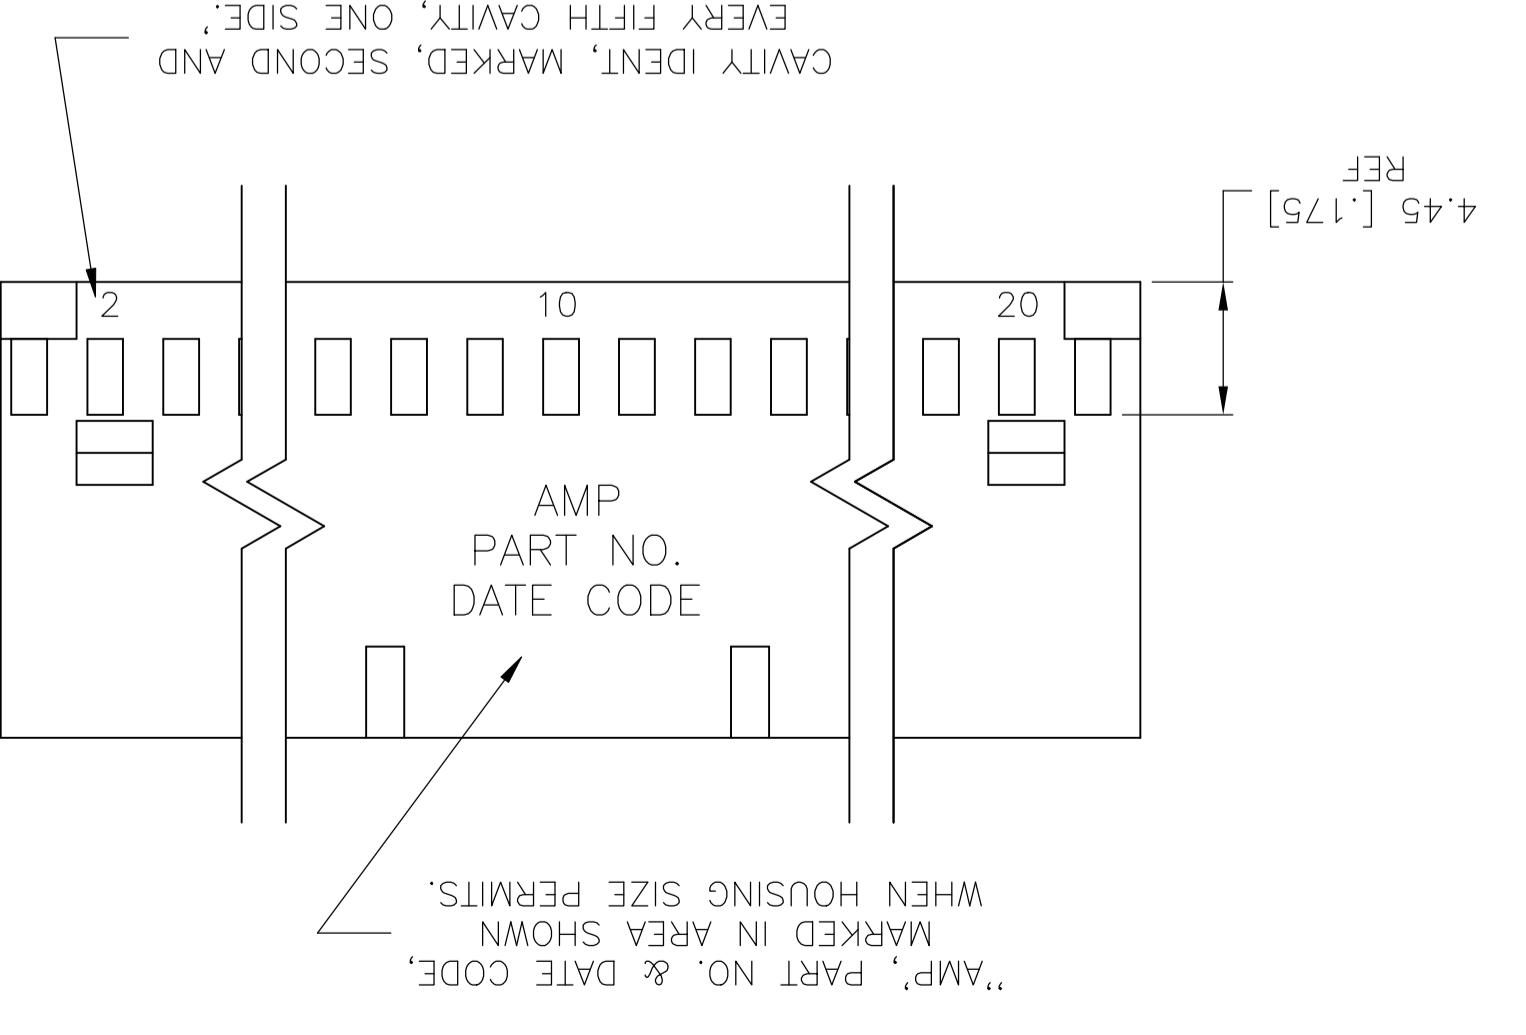 CAVITY IDENT, MARKED, SECOND AND
EVERY FIFTH CAVITY, ONE SIDE.'
4.45 [.175]
REF
2
10
20
AMP
PART NO.
DATE CODE
"AMP', PART NO. & DATE CODE,
MARKED IN AREA SHOWN
WHEN HOUSING SIZE PERMITS.